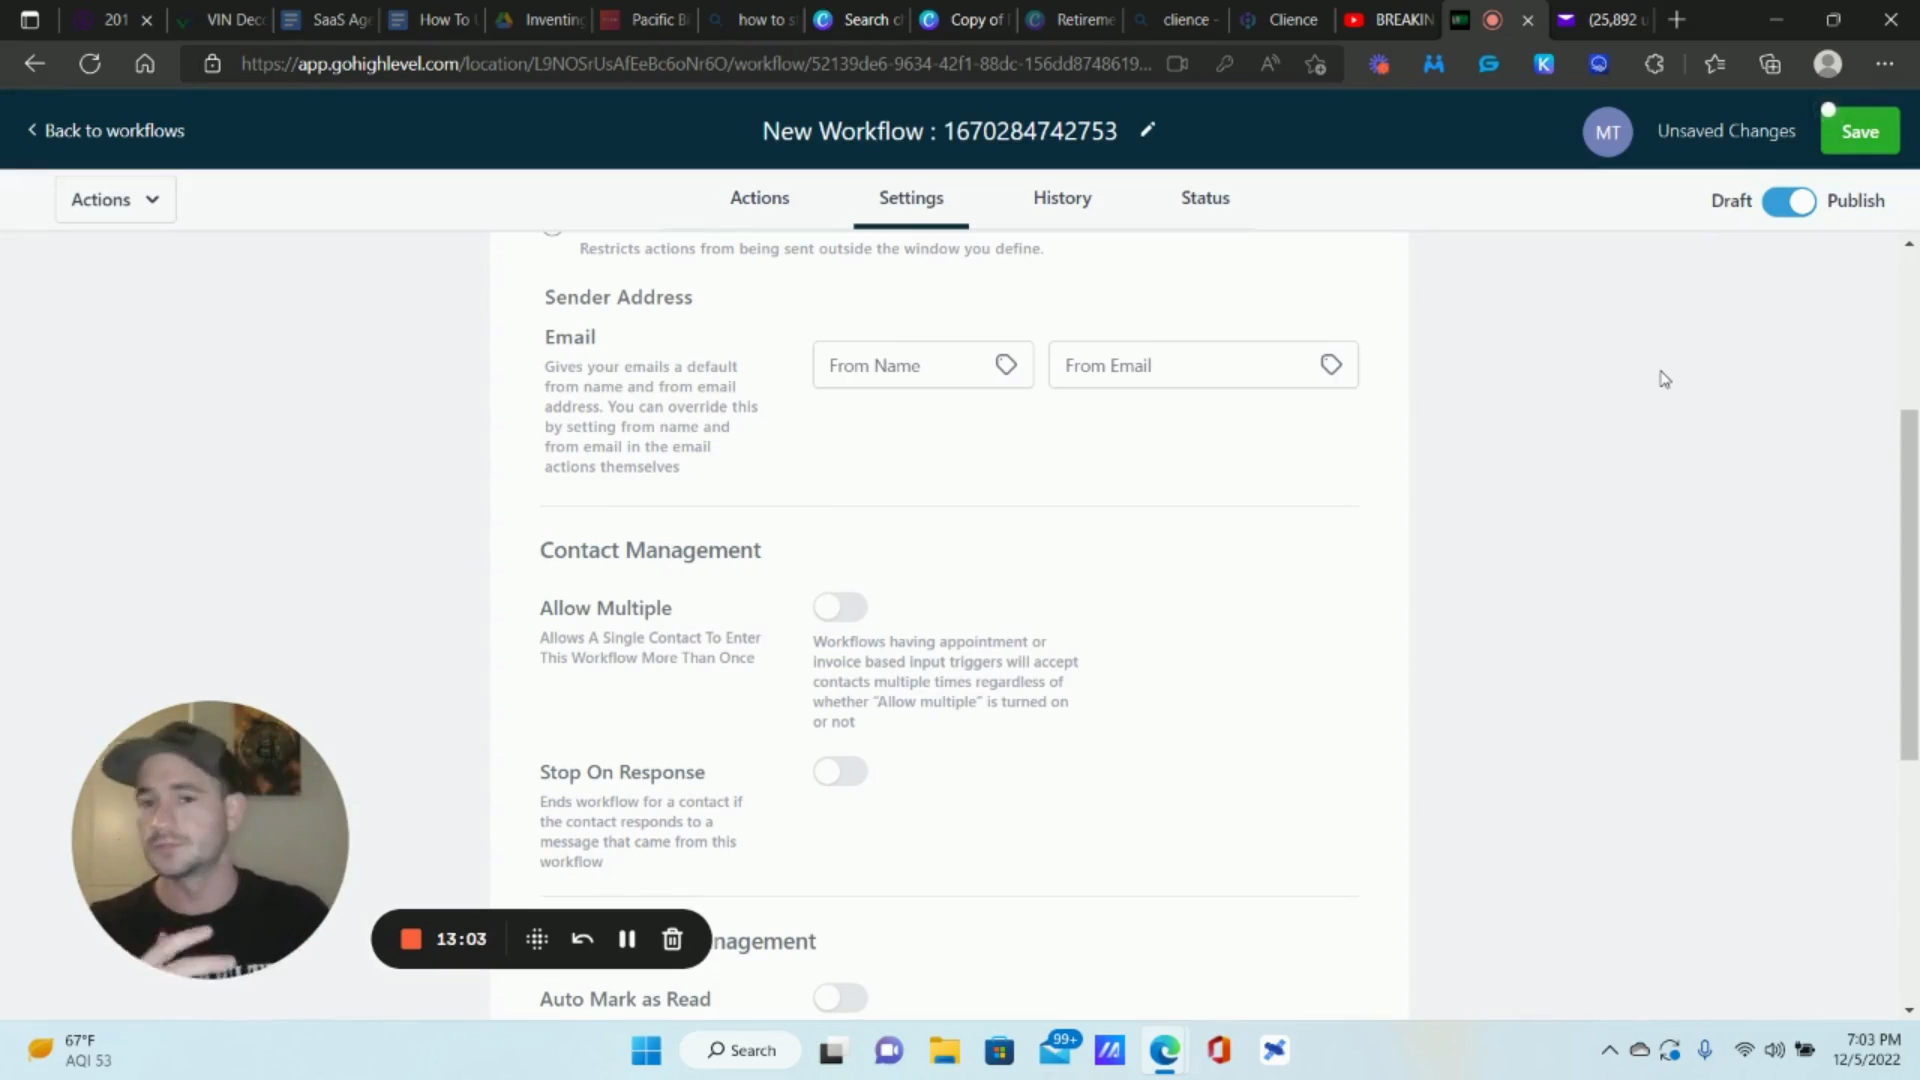 201
VIN Deco
SaaS Age
How To
Inventing
Pacific B
how to s
Search c
Copy of
Retireme
clience -
Clience
BREAKIN
(25,892 u
https://app.gohighlevel.com/location/L9NOSrUsAfEeBc6oNr6O/workflow/52139de6-9634-42f1-88dc-156dd8748619...
Back to workflows
New Workflow : 1670284742753
MT
Unsaved Changes
Save
Actions
Actions
Settings
History
Status
Draft
Publish
Restricts actions from being sent outside the window you define.
Sender Address
Email
Gives your emails a default
from name and from email
address. You can override this
by setting from name and
from email in the email
actions themselves
From Name
From Email
Contact Management
Allow Multiple
Allows A Single Contact To Enter
This Workflow More Than Once
Workflows having appointment or
invoice based input triggers will accept
contacts multiple times regardless of
whether “Allow multiple” is turned on
or not
Stop On Response
Ends workflow for a contact if
the contact responds to a
message that came from this
workflow
13:03
nagement
Auto Mark as Read
67°F
AQI 53
Search
99+
7:03 PM
12/5/2022